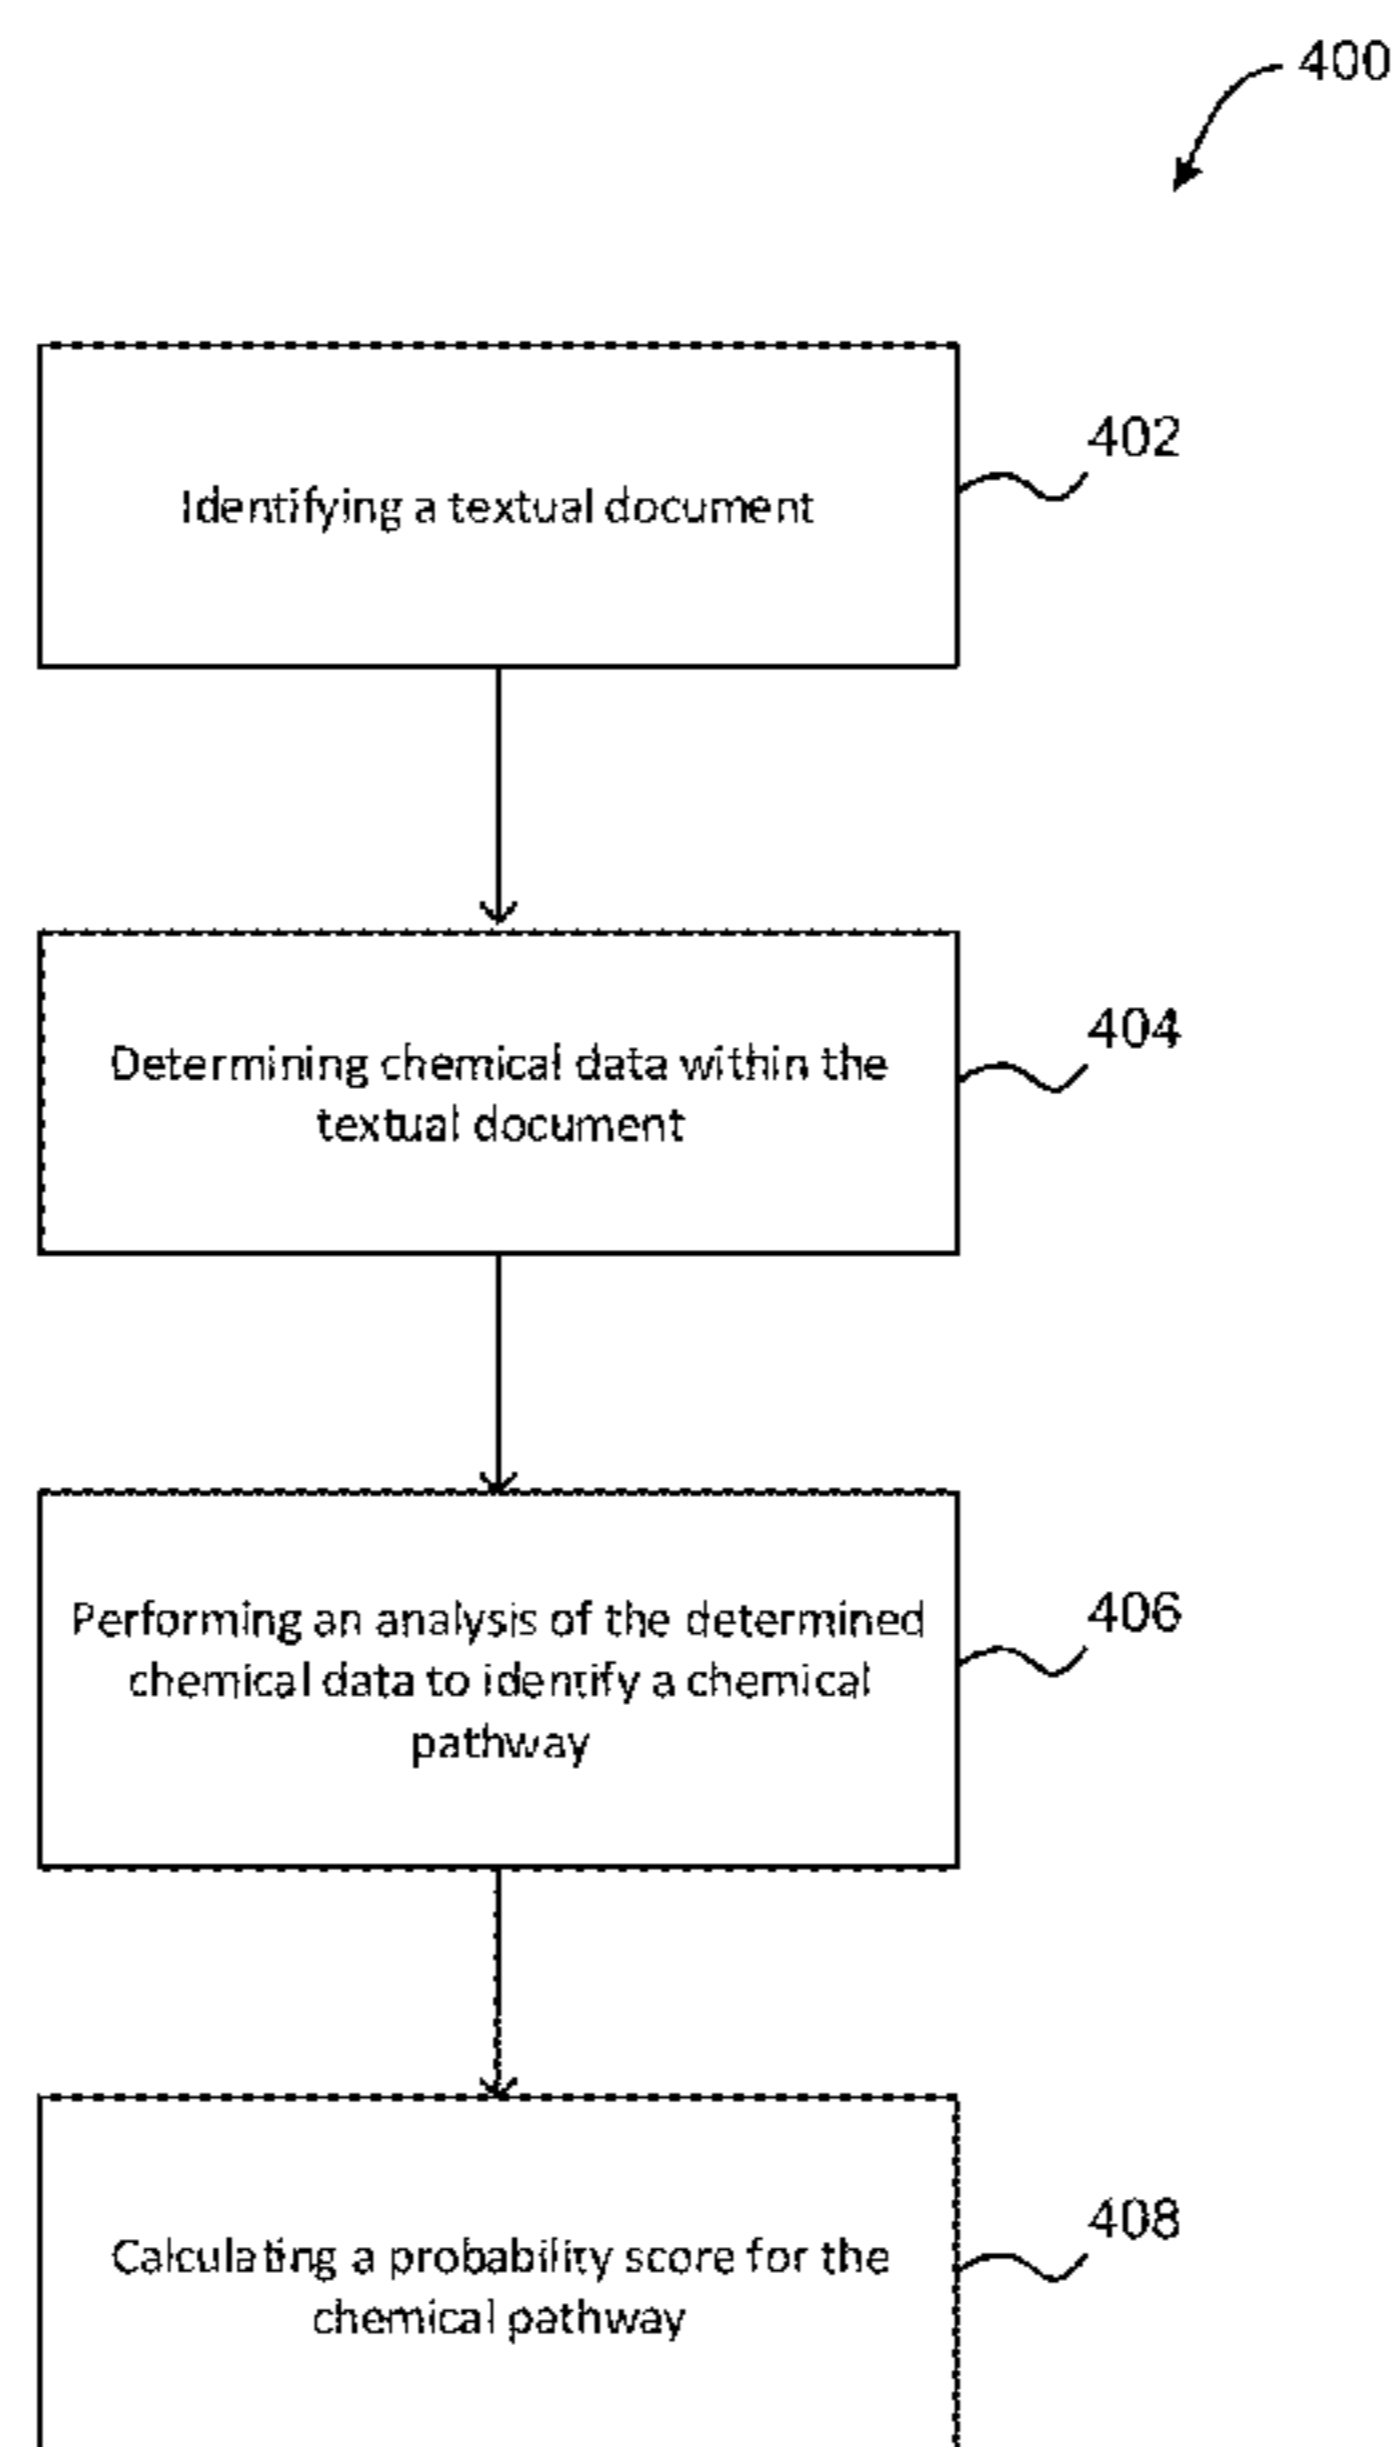 400
Identifying a textual document
402
Determining chemical data within the
textual document
404
Performing an analysis of the determined
chemical data to identify a chemical
pathway
406
Calculating a probability score for the
chemical pathway
408